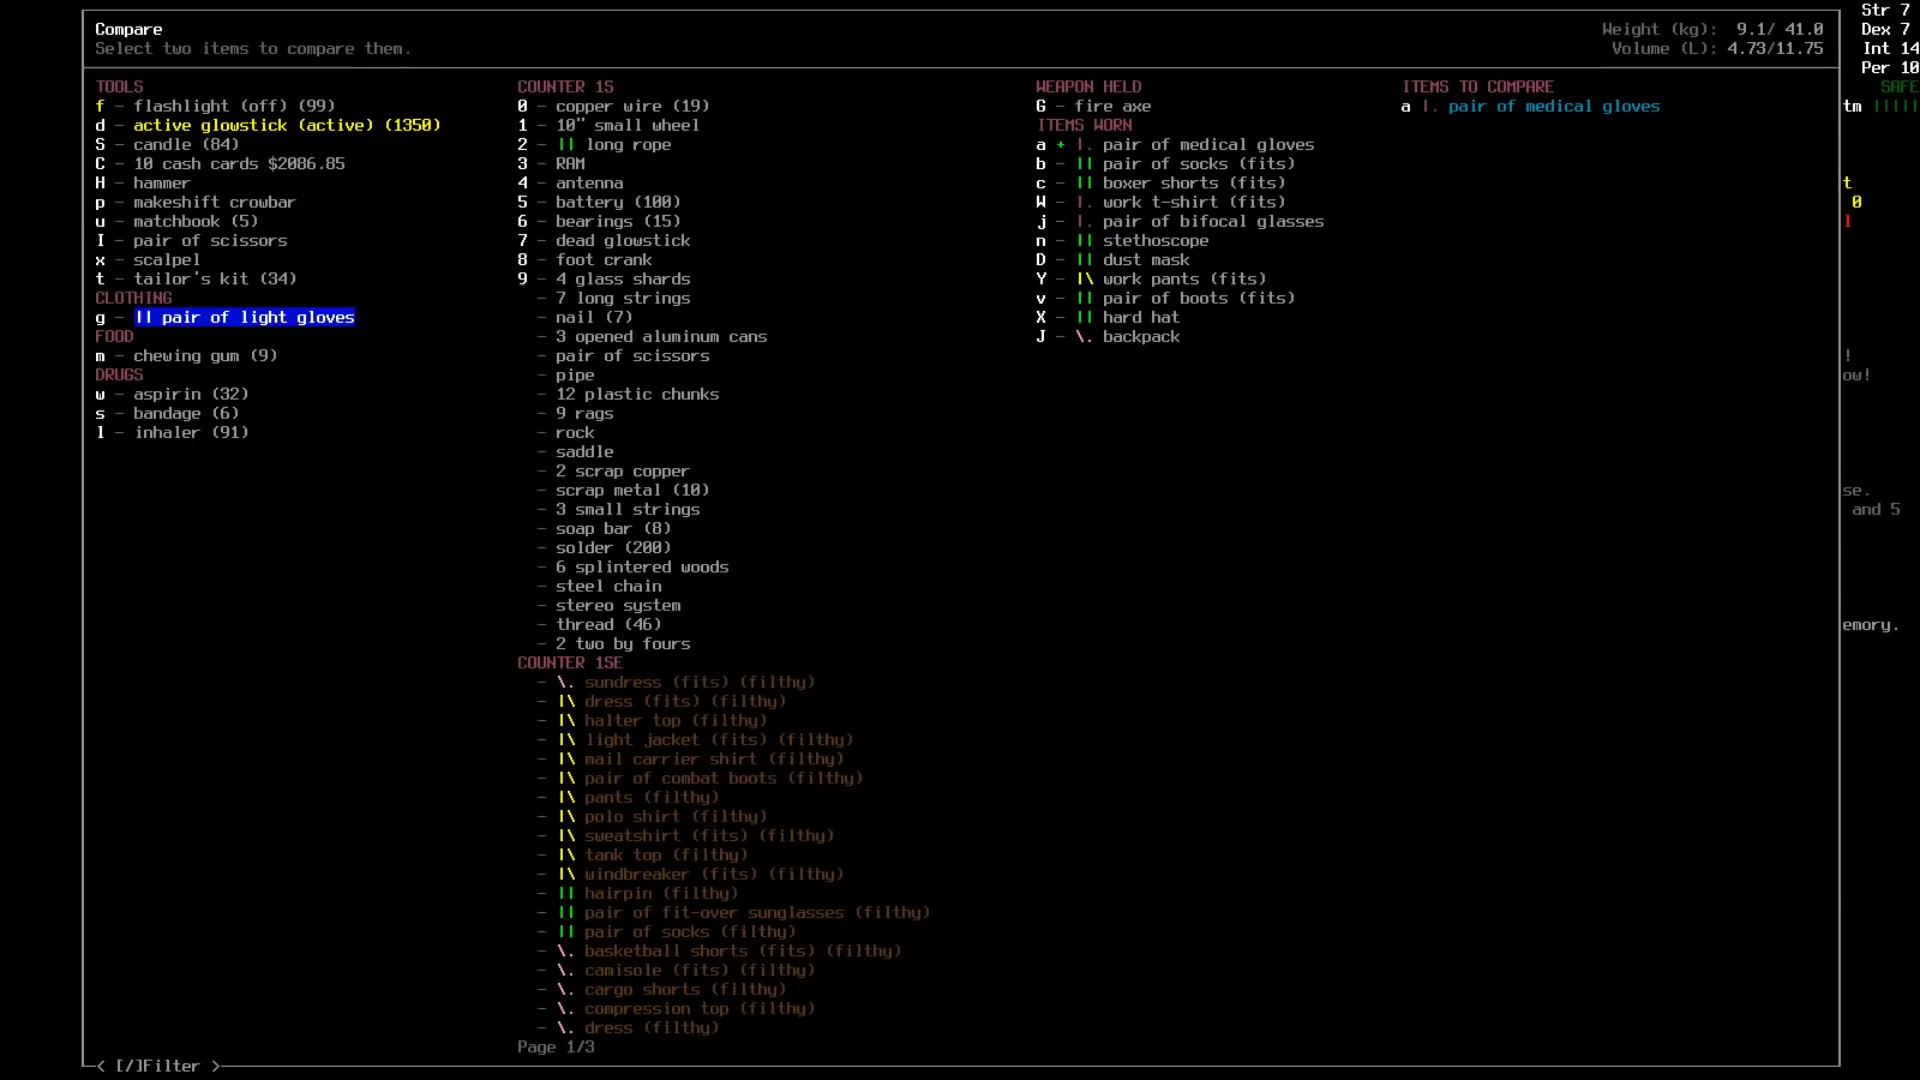 Compare
Select two items to compare them.
Weight (kg): 9.1/ 41.0
Volume (L): 4.73/11.75
TOOLS
f - flashlight (off) (99)
d - active glowstick (active) (1350)
S - candle (84)
C - 10 cash cards $2086.85
H - hammer
p - makeshift crowbar
u - matchbook (5)
I - pair of scissors
x - scalpel
t - tailor's kit (34)
CLOTHING
g - || pair of light gloves
FOOD
m - chewing gum (9)
DRUGS
w - aspirin (32)
s - bandage (6)
l - inhaler (91)
COUNTER 1S
0 - copper wire (19)
1 - 10" small wheel
2 - || long rope
3 - RAM
4 - antenna
5 - battery (100)
6 - bearings (15)
7 - dead glowstick
8 - foot crank
9 - 4 glass shards
- 7 long strings
- nail (7)
- 3 opened aluminum cans
- pair of scissors
- pipe
- 12 plastic chunks
- 9 rags
- rock
- saddle
- 2 scrap copper
- scrap metal (10)
- 3 small strings
- soap bar (8)
- solder (200)
- 6 splintered woods
- steel chain
- stereo system
- thread (46)
- 2 two by fours
COUNTER 1SE
- \. sundress (fits) (filthy)
- |\ dress (fits) (filthy)
- |\ halter top (filthy)
- |\ light jacket (fits) (filthy)
- |\ mail carrier shirt (filthy)
- |\ pair of combat boots (filthy)
- |\ pants (filthy)
- |\ polo shirt (filthy)
- |\ sweatshirt (fits) (filthy)
- |\ tank top (filthy)
- |\ windbreaker (fits) (filthy)
- || hairpin (filthy)
- || pair of fit-over sunglasses (filthy)
- || pair of socks (filthy)
- \. basketball shorts (fits) (filthy)
- \. camisole (fits) (filthy)
- \. cargo shorts (filthy)
- \. compression top (filthy)
- \. dress (filthy)
Page 1/3
WEAPON HELD
G - fire axe
ITEMS WORN
a + |. pair of medical gloves
b - || pair of socks (fits)
c - || boxer shorts (fits)
W - |. work t-shirt (fits)
j - |. pair of bifocal glasses
n - || stethoscope
D - || dust mask
Y - |\ work pants (fits)
v - || pair of boots (fits)
X - || hard hat
J - \. backpack
ITEMS TO COMPARE
a |. pair of medical gloves
< [/]Filter >
Str 7
Dex 7
Int 14
Per 10
SAFE
tm |||||
t
0
l
!
ow!
se.
and 5
emory.